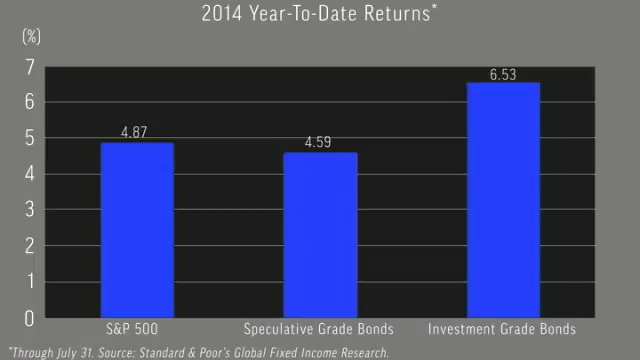 2014 Year-To-Date Returns*
(%)
7
6
5
4
3
2
1
0
4.87
4.59
6.53
S&P 500
Speculative Grade Bonds
Investment Grade Bonds
*Through July 31. Source: Standard & Poor's Global Fixed Income Research.